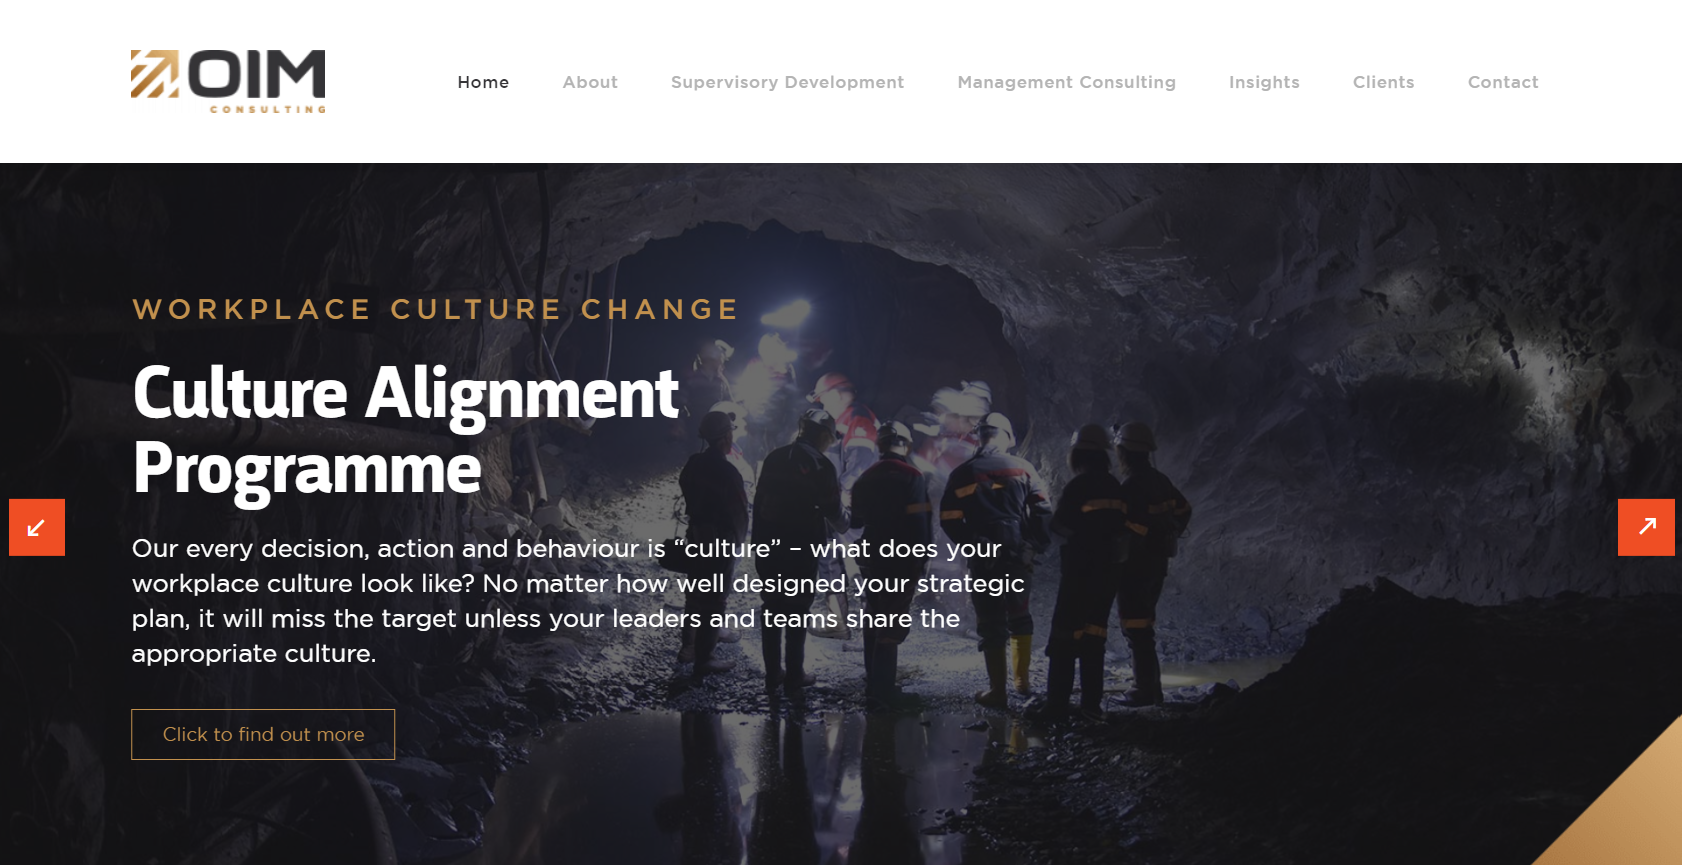 OIM
CONSULTING
Home About Supervisory Development Management Consulting Insights Clients Contact
WORKPLACE CULTURE CHANGE
Culture Alignment
Programme
Our every decision, action and behaviour is “culture” – what does your
workplace culture look like? No matter how well designed your strategic
plan, it will miss the target unless your leaders and teams share the
appropriate culture.
Click to find out more